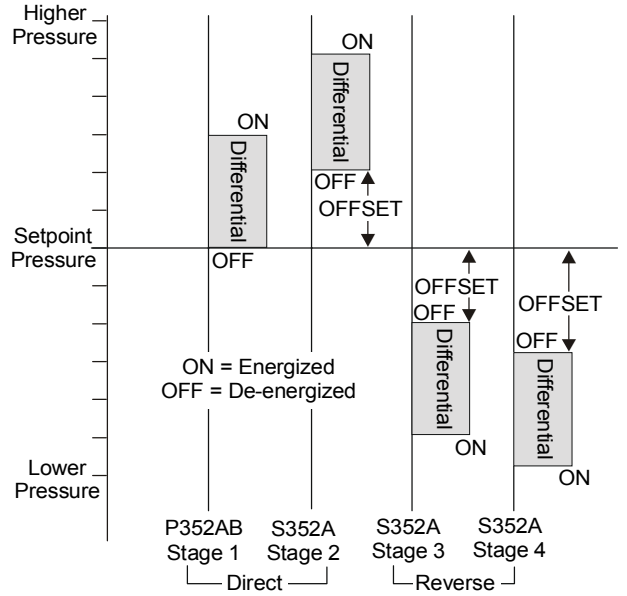 Higher
Pressure
ON
ON
Differential
Differential
OFF
OFFSET
Setpoint
Pressure
OFF
OFFSET
OFFSET
OFF
OFF
ON = Energized
OFF = De-energized
Differential
Differential
ON
ON
Lower
Pressure
P352AB
Stage 1
S352A
Stage 2
S352A
Stage 3
S352A
Stage 4
Direct
Reverse